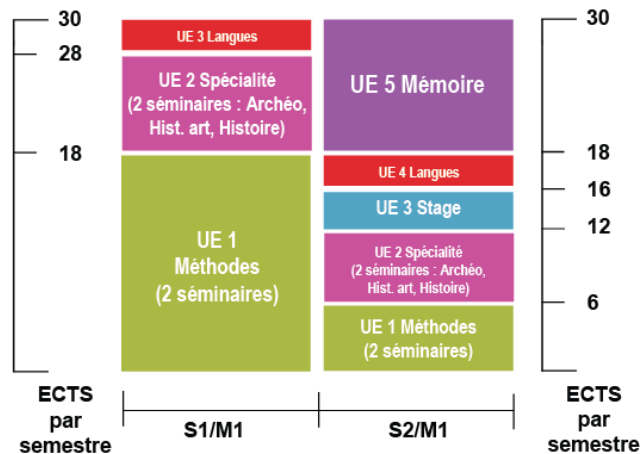 30
28
18
ECTS
par
semestre
UE 3 Langues
UE 2 Spécialité
(2 séminaires : Archéo,
Hist. art, Histoire)
UE 1
Méthodes
(2 séminaires)
S1/M1
UE 5 Mémoire
UE 4 Langues
UE 3 Stage
UE 2 Spécialité
(2 séminaires : Archéo,
Hist. art, Histoire)
UE 1 Méthodes
(2 séminaires)
S2/M1
30
18
16
12
6
ECTS
par
semestre